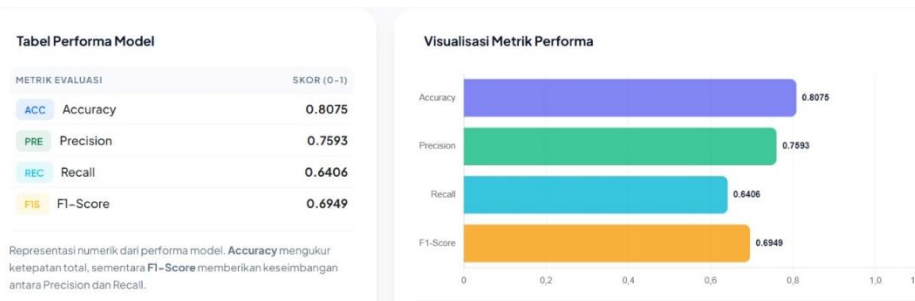 Tabel Performa Model
METRIK EVALUASI SKOR (0-1)
ACC Accuracy 0.8075
PRE Precision 0.7593
REC Recall 0.6406
F1S F1-Score 0.6949
Representasi numerik dari performa model. Accuracy mengukur
ketepatan total, sementara F1-Score memberikan keseimbangan
antara Precision dan Recall.
Visualisasi Metrik Performa
Accuracy 0.8075
Precision 0.7593
Recall 0.6406
F1-Score 0.6949
0 0,2 0,4 0,6 0,8 1,0